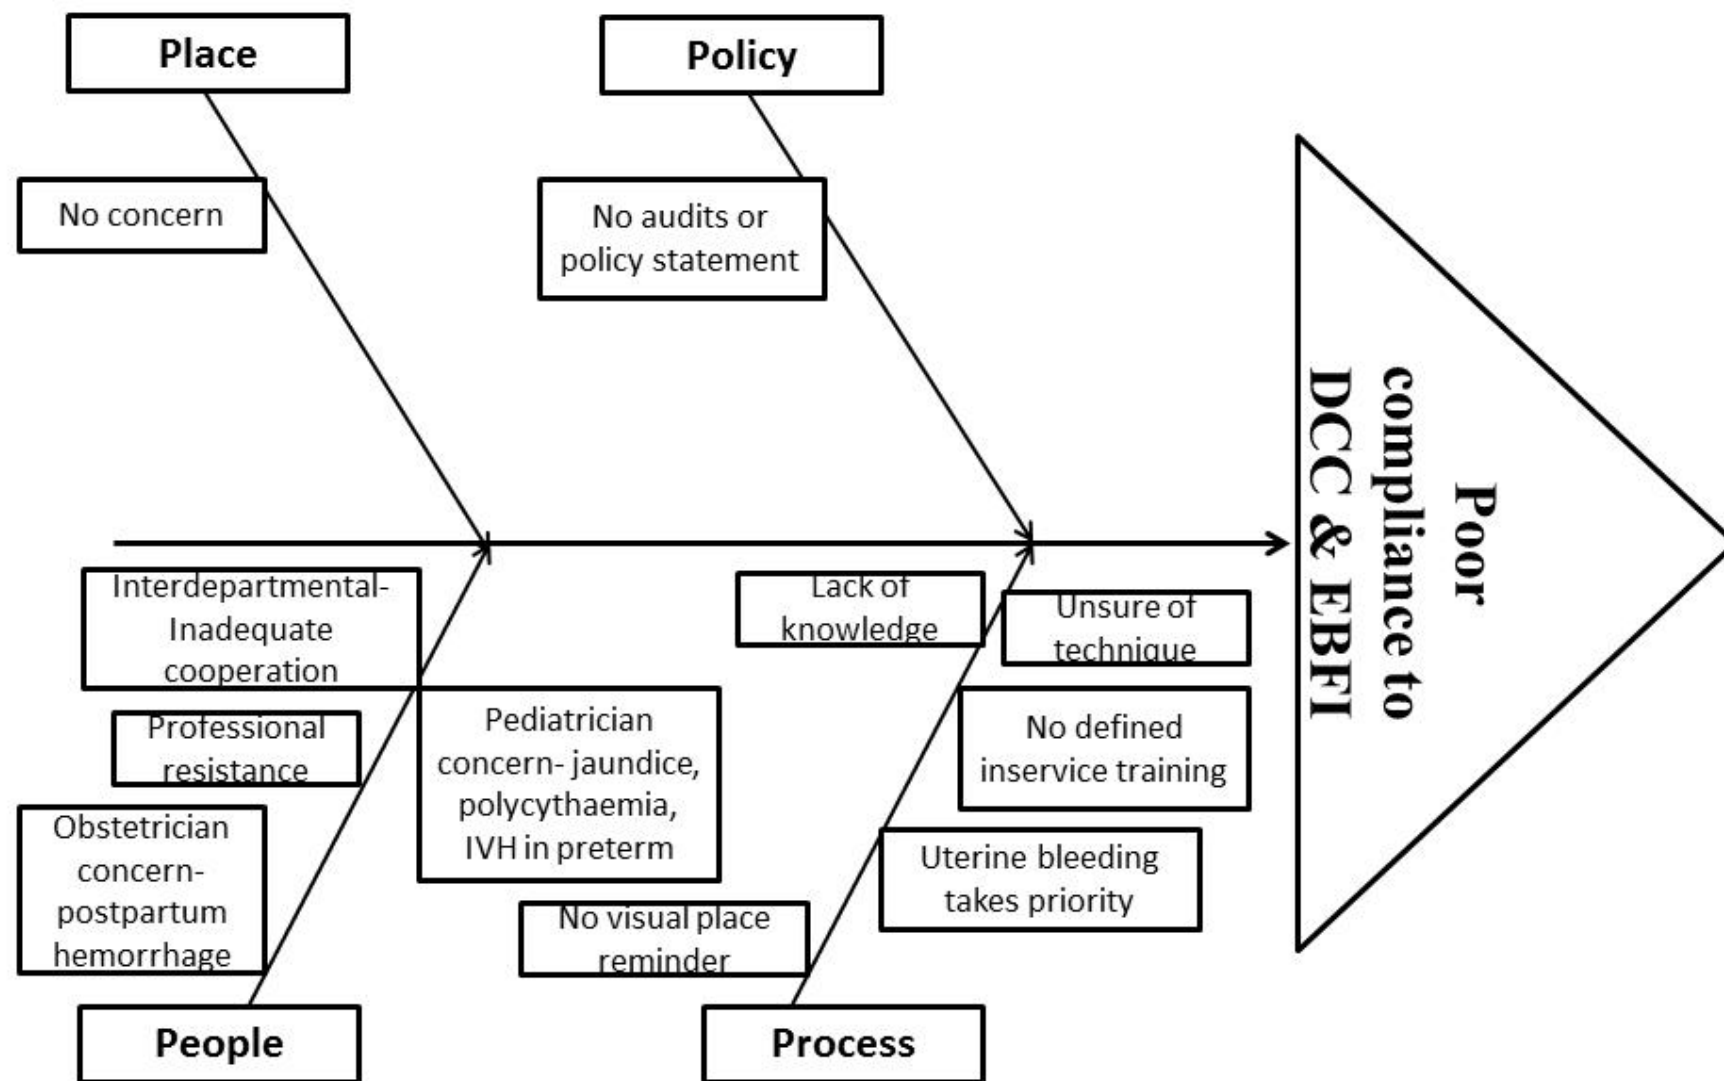 Place
Policy
No concern
No audits or
policy statement
Poor
compliance to
DCC & EBFI
Interdepartmental-
Inadequate
cooperation
Professional
resistance
Obstetrician
concern-
postpartum
hemorrhage
Pediatrician
concern- jaundice,
polycythaemia,
IVH in preterm
Lack of
knowledge
Unsure of
technique
No defined
inservice training
Uterine bleeding
takes priority
No visual place
reminder
People
Process